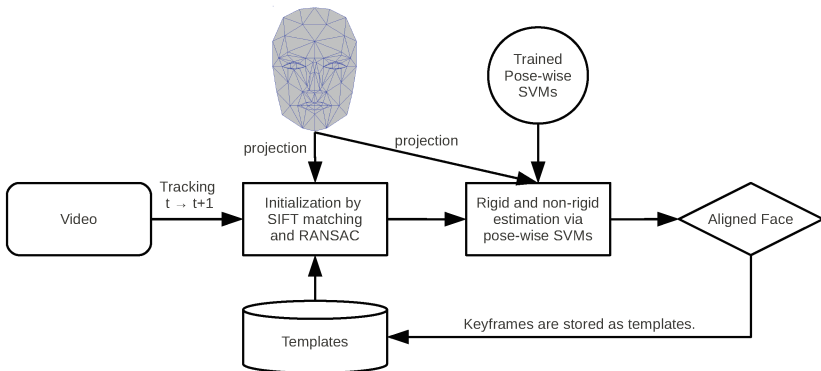 Trained
Pose-wise
SVMs
projection
projection
Tracking
t → t+1
Video
Initialization by
SIFT matching
and RANSAC
Rigid and non-rigid
estimation via
pose-wise SVMs
Aligned Face
Keyframes are stored as templates.
Templates